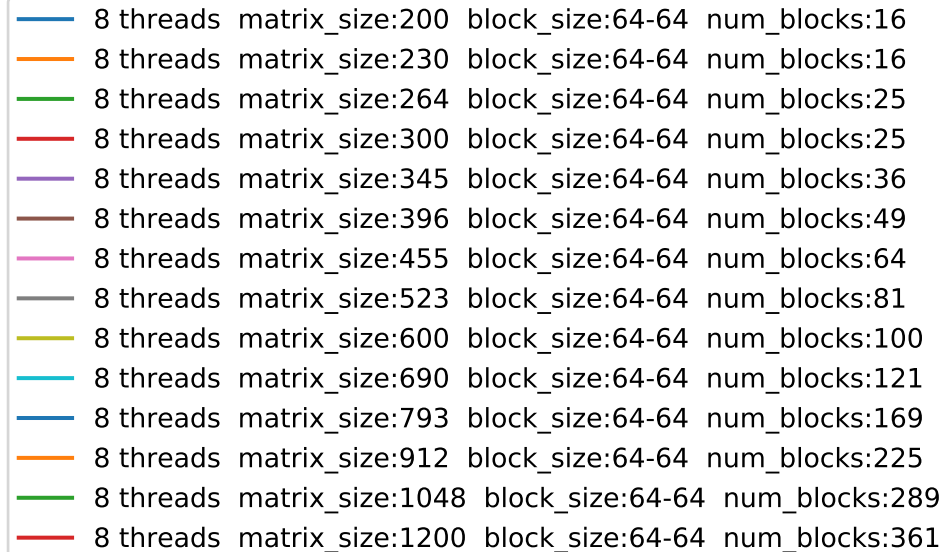 8 threads matrix_size:200 block_size:64-64 num_blocks:16
8 threads matrix_size:230 block_size:64-64 num_blocks:16
8 threads matrix_size:264 block_size:64-64 num_blocks:25
8 threads matrix_size:300 block_size:64-64 num_blocks:25
8 threads matrix_size:345 block_size:64-64 num_blocks:36
8 threads matrix_size:396 block_size:64-64 num_blocks:49
8 threads matrix_size:455 block_size:64-64 num_blocks:64
8 threads matrix_size:523 block_size:64-64 num_blocks:81
8 threads matrix_size:600 block_size:64-64 num_blocks:100
8 threads matrix_size:690 block_size:64-64 num_blocks:121
8 threads matrix_size:793 block_size:64-64 num_blocks:169
8 threads matrix_size:912 block_size:64-64 num_blocks:225
8 threads matrix_size:1048 block_size:64-64 num_blocks:289
8 threads matrix_size:1200 block_size:64-64 num_blocks:361